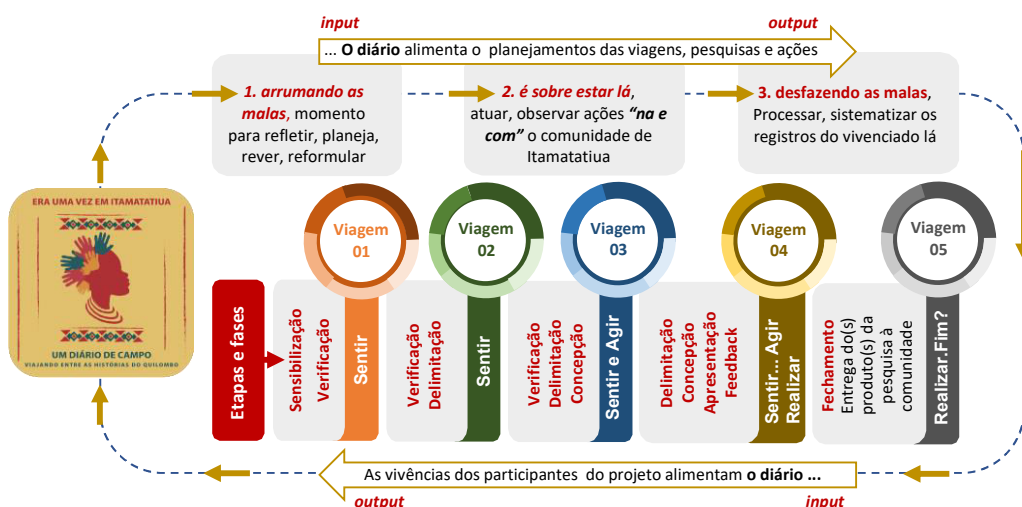 input
output
... O diário alimenta o planejamentos das viagens, pesquisas e ações
1. arrumando as
malas, momento
para refletir, planeja,
rever, reformular
2. é sobre estar lá,
atuar, observar ações “na e
com” o comunidade de
Itamatatiua
3. desfazendo as malas,
Processar, sistematizar os
registros do vivenciado lá
ERA UMA VEZ EM ITAMATATIUA
UM DIÁRIO DE CAMPO
VIAJANDO ENTRE AS HISTÓRIAS DO QUILOMBO
Viagem
01
Viagem
02
Viagem
03
Viagem
04
Viagem
05
Etapas e fases
Sensibilização
Verificação
Sentir
Verificação
Delimitação
Sentir
Verificação
Delimitação
Concepção
Sentir e Agir
Delimitação
Concepção
Apresentação
Feedback
Sentir... Agir
Realizar
Fechamento
Entrega do(s)
produto(s) da
pesquisa à
comunidade
Realizar.Fim?
As vivências dos participantes do projeto alimentam o diário ...
output
input